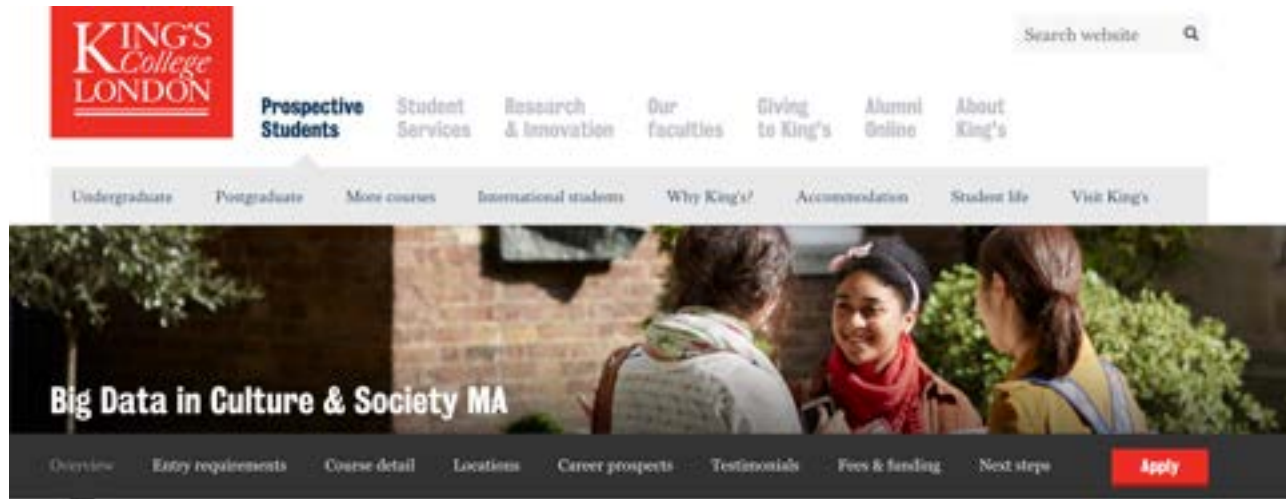 KING'S
College
LONDON
Search website
Prospective
Students
Student
Services
Research
& Innovation
Our
faculties
Giving
to King's
Alumni
Online
About
King's
Undergraduate
Postgraduate
More courses
International students
Why King's?
Accommodation
Student life
Visit King's
Big Data in Culture & Society MA
Overview
Entry requirements
Course detail
Locations
Career prospects
Testimonials
Fees & funding
Next steps
Apply